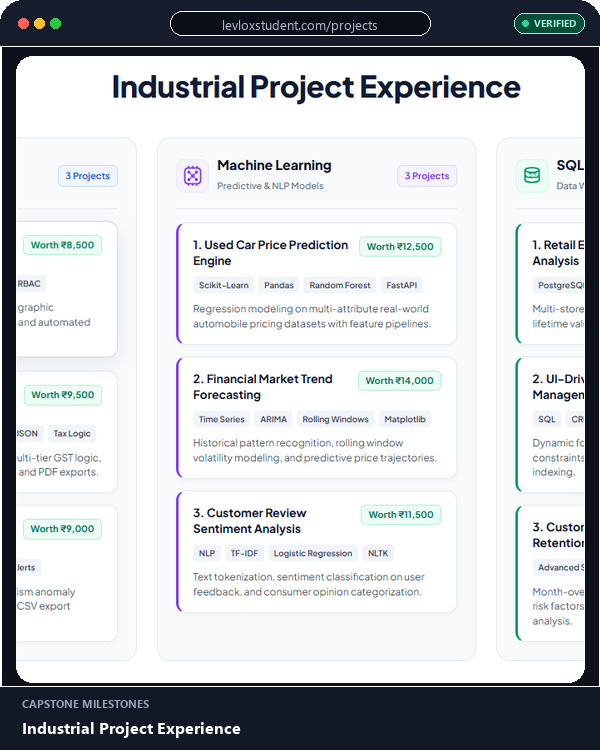 levloxstudent.com/projects
VERIFIED
Industrial Project Experience
3 Projects
Worth ₹8,500
RBAC
graphic
and automated
Worth ₹9,500
JSON
Tax Logic
ulti-tier GST logic,
and PDF exports.
Worth ₹9,000
lerts
ism anomaly
CSV export
Machine Learning
Predictive & NLP Models
3 Projects
1. Used Car Price Prediction
Engine
Worth ₹12,500
Scikit-Learn
Pandas
Random Forest
FastAPI
Regression modeling on multi-attribute real-world
automobile pricing datasets with feature pipelines.
2. Financial Market Trend
Forecasting
Worth ₹14,000
Time Series
ARIMA
Rolling Windows
Matplotlib
Historical pattern recognition, rolling window
volatility modeling, and predictive price trajectories.
3. Customer Review
Sentiment Analysis
Worth ₹11,500
NLP
TF-IDF
Logistic Regression
NLTK
Text tokenization, sentiment classification on user
feedback, and consumer opinion categorization.
SQL
Data W
1. Retail E
Analysis
PostgreSQL
Multi-store
lifetime val
2. UI-Driv
Managem
SQL
CR
Dynamic fo
constraints
indexing.
3. Custom
Retention
Advanced S
Month-ove
risk factors
analysis.
CAPSTONE MILESTONES
Industrial Project Experience